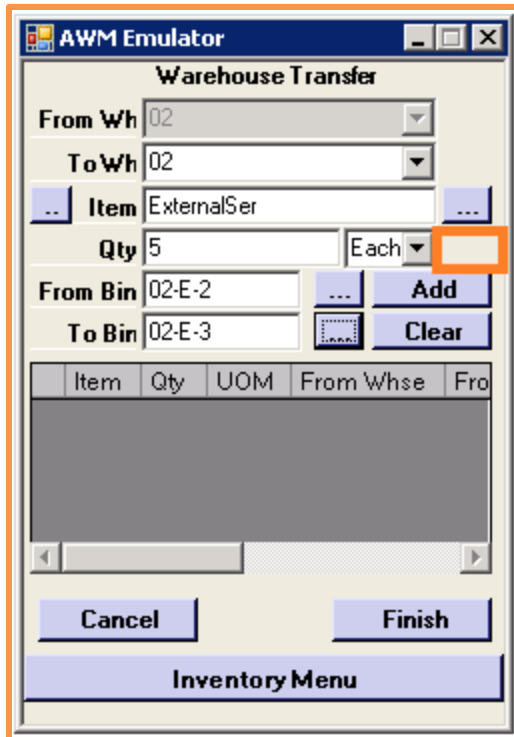 AWM Emulator
Warehouse Transfer
From Wh 02
To Wh 02
.. Item ExternalSer ...
Qty 5 Each
From Bin 02-E-2 ... Add
To Bin 02-E-3 ... Clear
Item Qty UOM From Whse Fro
Cancel Finish
Inventory Menu